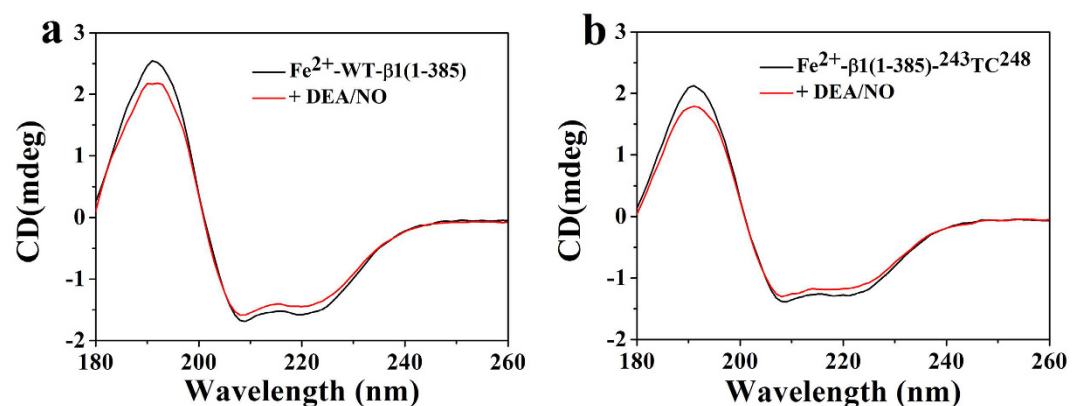 a
Fe²⁺-WT-β1(1-385)
+ DEA/NO
CD(mdeg)
3
2
1
0
-1
-2
180 200 220 240 260
Wavelength (nm)
b
Fe²⁺-β1(1-385)-²⁴³TC²⁴⁸
+ DEA/NO
CD(mdeg)
3
2
1
0
-1
-2
180 200 220 240 260
Wavelength (nm)